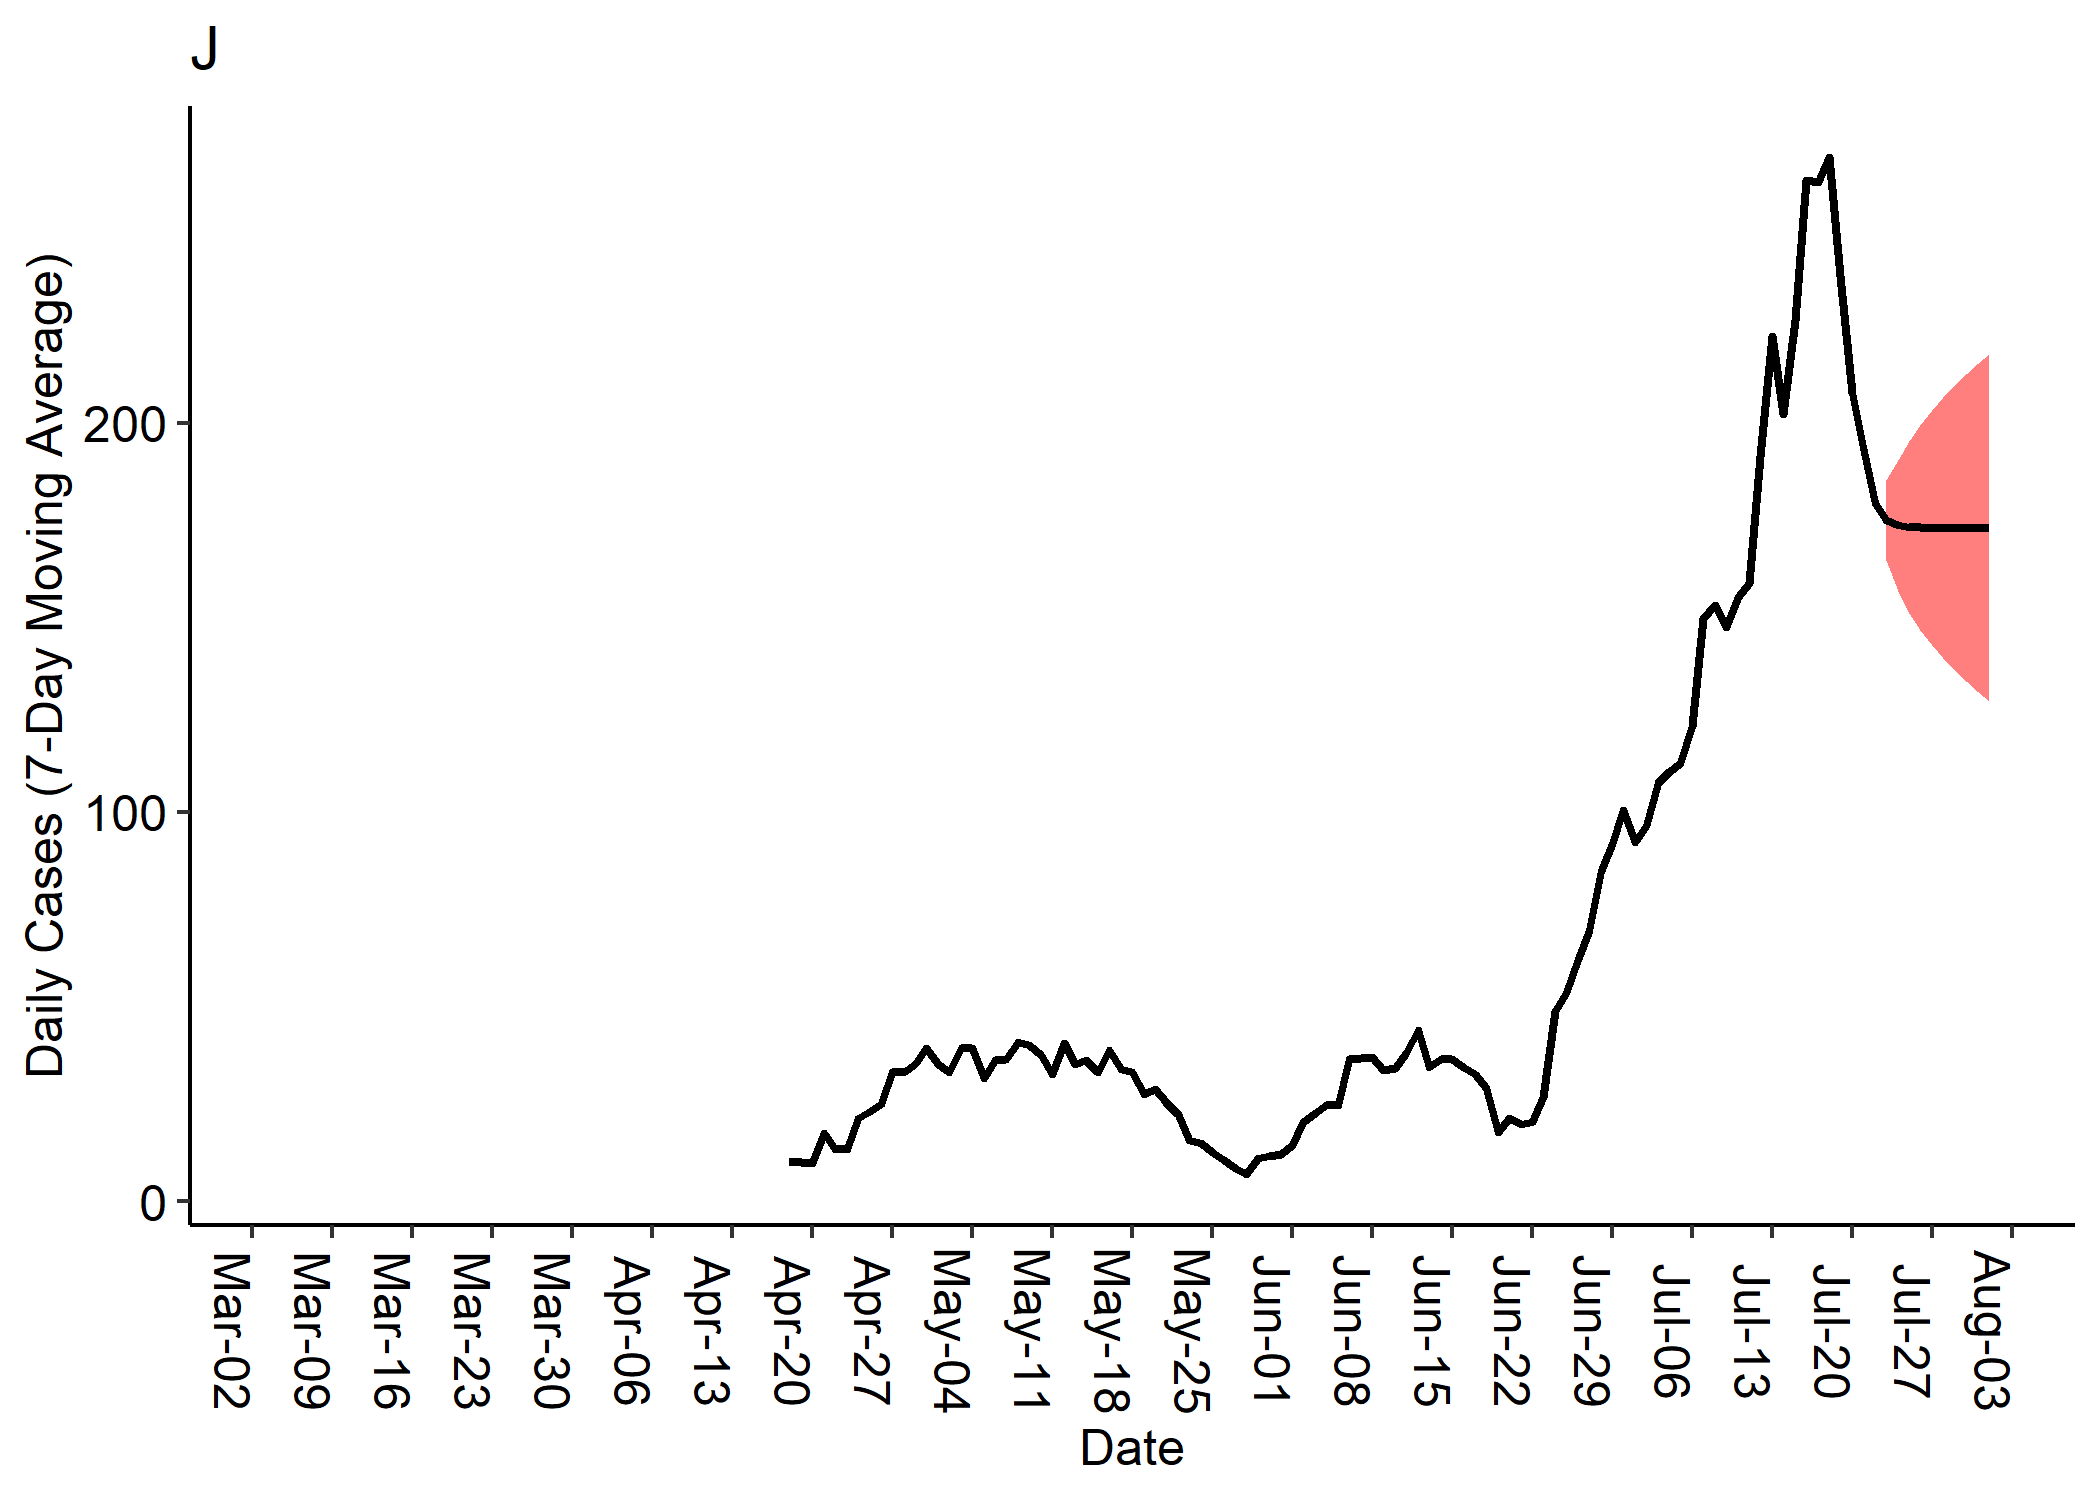 J
Daily Cases (7-Day Moving Average)
200
100
0
Mar-02
Mar-09
Mar-16
Mar-23
Mar-30
Apr-06
Apr-13
Apr-20
Apr-27
May-04
May-11
May-18
May-25
Jun-01
Jun-08
Jun-15
Jun-22
Jun-29
Jul-06
Jul-13
Jul-20
Jul-27
Aug-03
Date